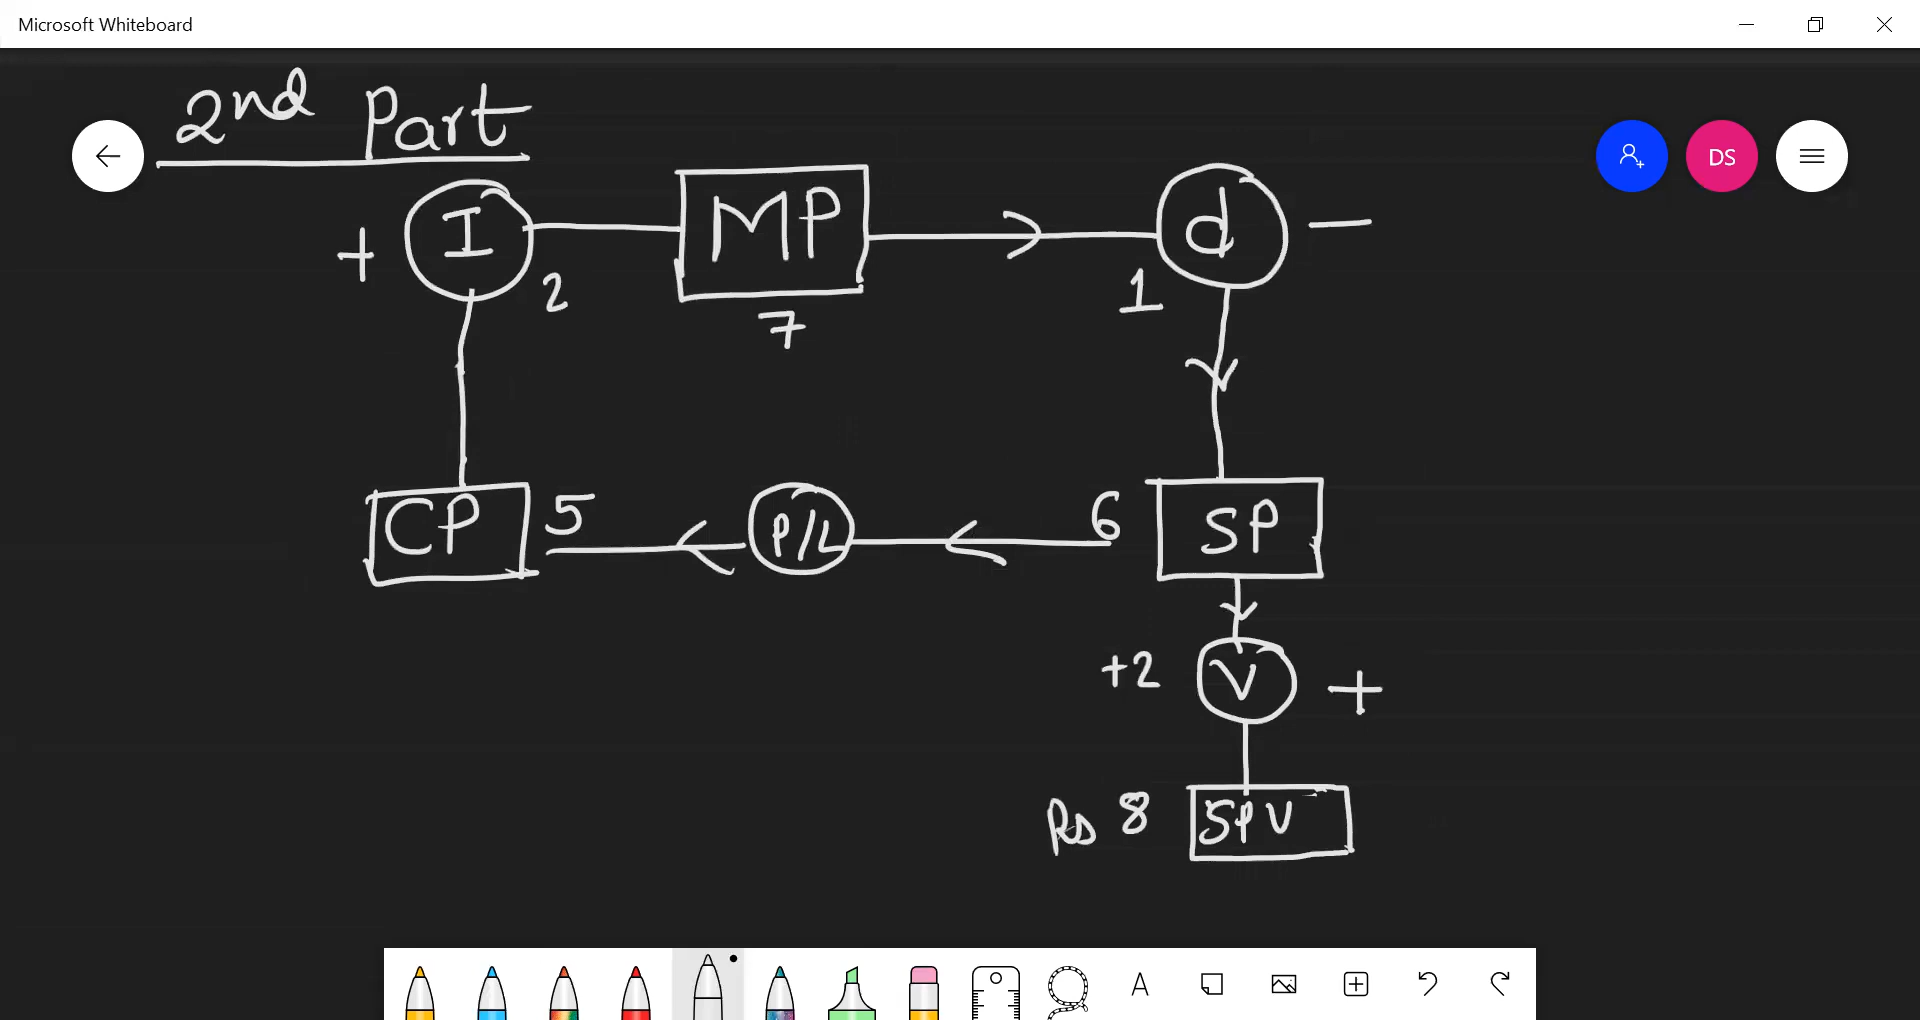 Microsoft Whiteboard
2nd Part
DS
+ I 2 MP 7 1 d −
CP 5 P/L 6 SP
+2 V +
Rs 8 SPV
A